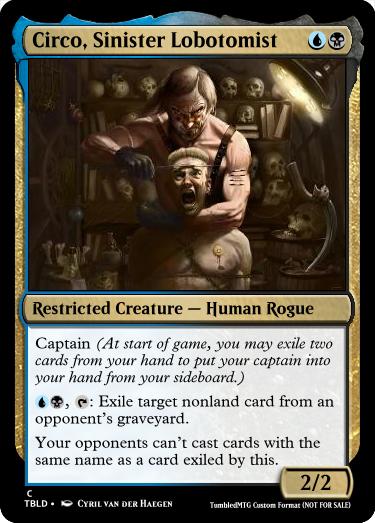 Circo, Sinister Lobotomist
Restricted Creature — Human Rogue
Captain (At start of game, you may exile two
cards from your hand to put your captain into
your hand from your sideboard.)
, : Exile target nonland card from an
opponent's graveyard.
Your opponents can't cast cards with the
same name as a card exiled by this.
2/2
C
TBLD • Cyril van der Haegen
TumbledMTG Custom Format (NOT FOR SALE)